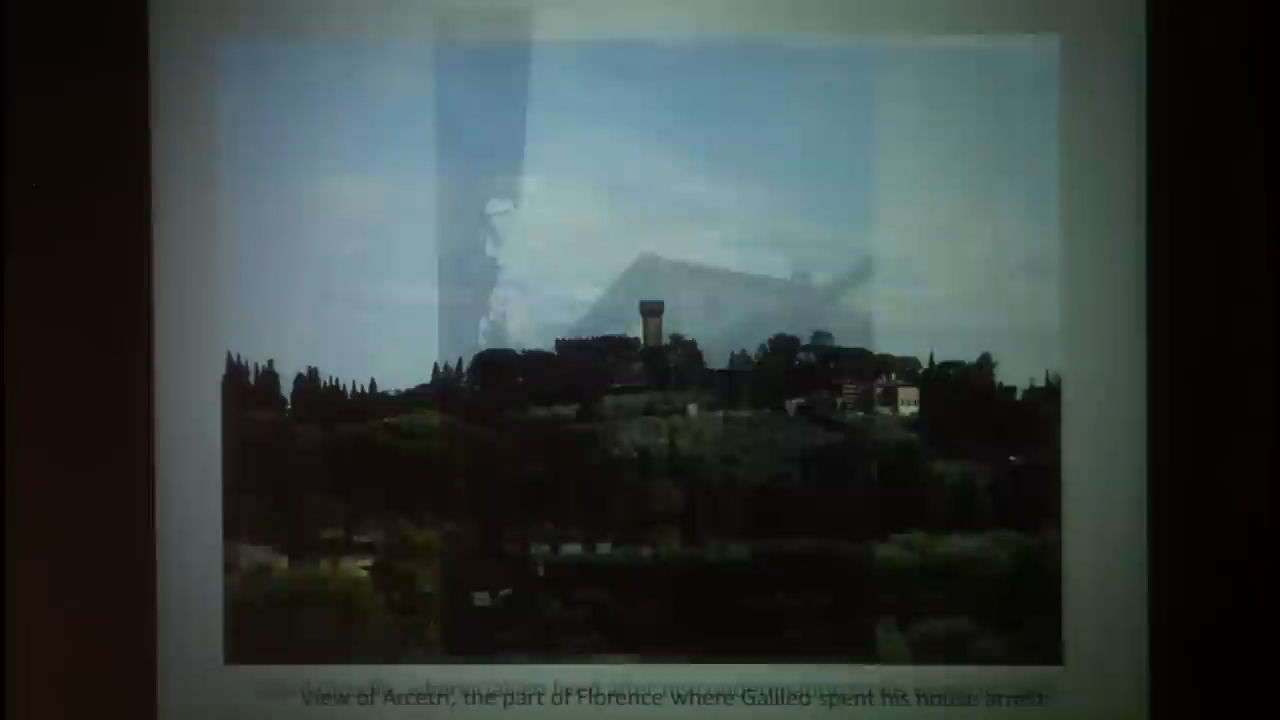 View of Arcetri, the part of Florence where Galileo spent his house arrest